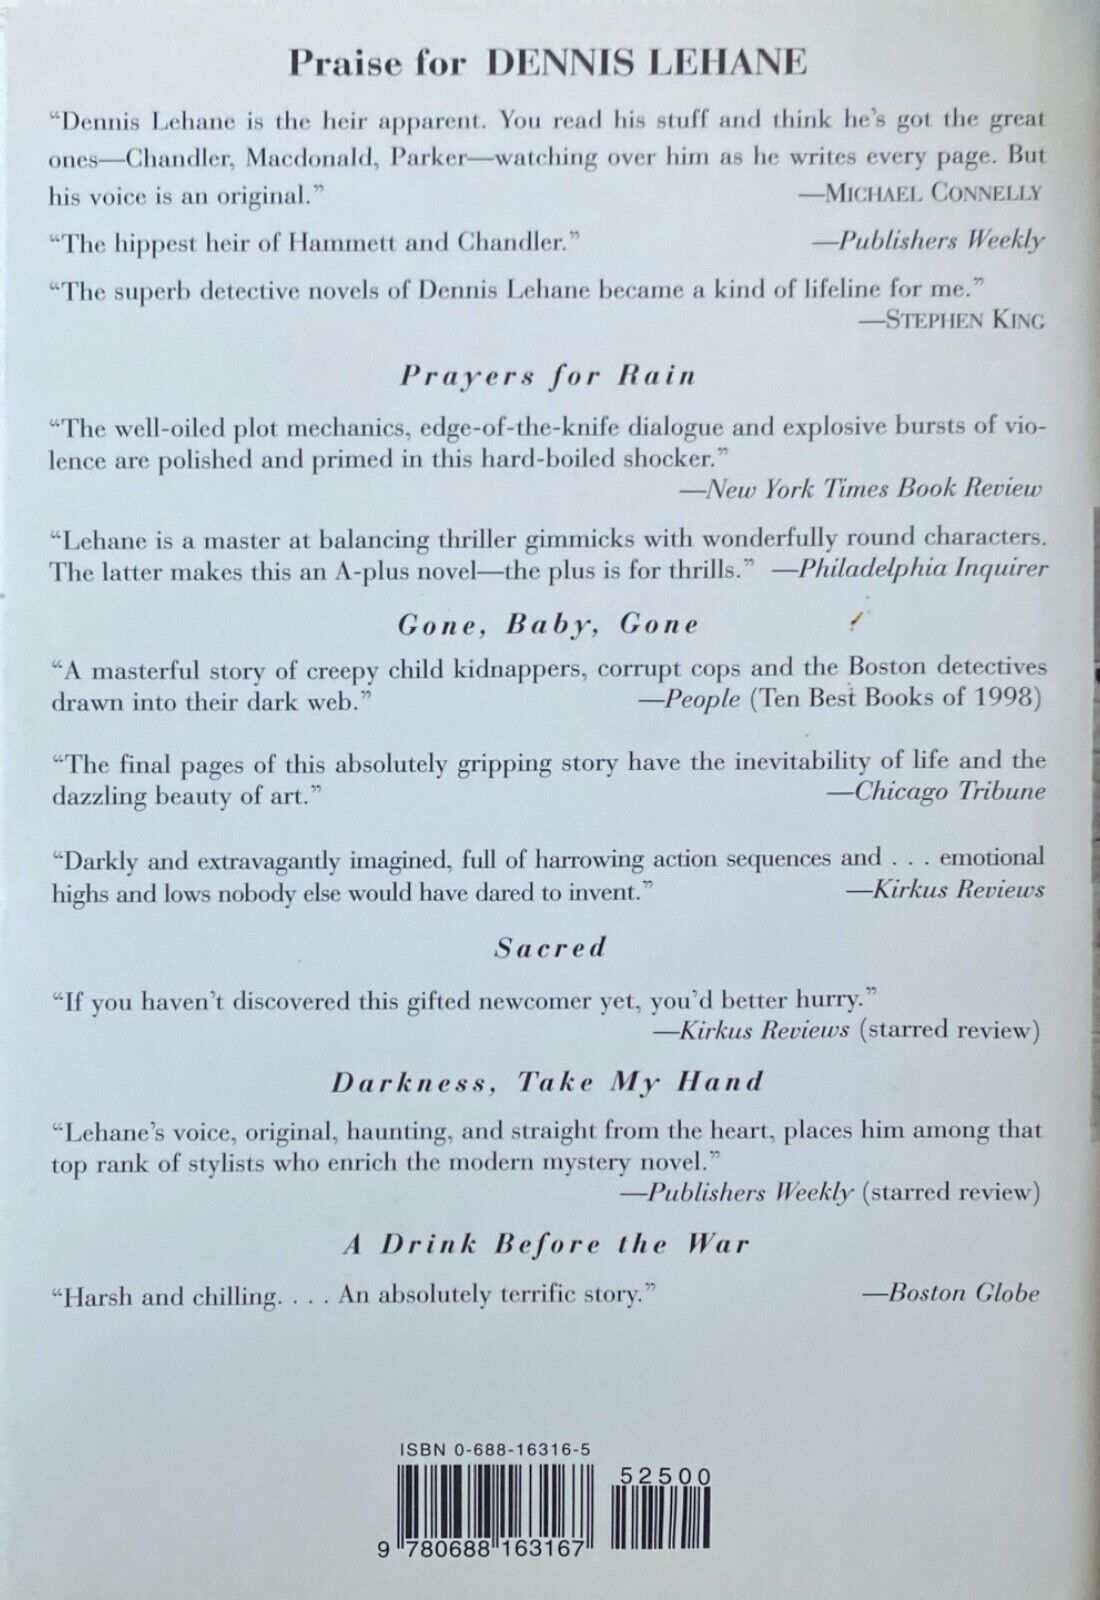 Praise for DENNIS LEHANE
“Dennis Lehane is the heir apparent. You read his stuff and think he’s got the great
ones—Chandler, Macdonald, Parker—watching over him as he writes every page. But
his voice is an original.” —MICHAEL CONNELLY
“The hippest heir of Hammett and Chandler.” —Publishers Weekly
“The superb detective novels of Dennis Lehane became a kind of lifeline for me.”
—STEPHEN KING
Prayers for Rain
“The well-oiled plot mechanics, edge-of-the-knife dialogue and explosive bursts of vio-
lence are polished and primed in this hard-boiled shocker.”
—New York Times Book Review
“Lehane is a master at balancing thriller gimmicks with wonderfully round characters.
The latter makes this an A-plus novel—the plus is for thrills.” —Philadelphia Inquirer
Gone, Baby, Gone
“A masterful story of creepy child kidnappers, corrupt cops and the Boston detectives
drawn into their dark web.” —People (Ten Best Books of 1998)
“The final pages of this absolutely gripping story have the inevitability of life and the
dazzling beauty of art.” —Chicago Tribune
“Darkly and extravagantly imagined, full of harrowing action sequences and . . . emotional
highs and lows nobody else would have dared to invent.” —Kirkus Reviews
Sacred
“If you haven’t discovered this gifted newcomer yet, you’d better hurry.”
—Kirkus Reviews (starred review)
Darkness, Take My Hand
“Lehane’s voice, original, haunting, and straight from the heart, places him among that
top rank of stylists who enrich the modern mystery novel.”
—Publishers Weekly (starred review)
A Drink Before the War
“Harsh and chilling. . . . An absolutely terrific story.” —Boston Globe
ISBN 0-688-16316-5
52500
9 780688 163167